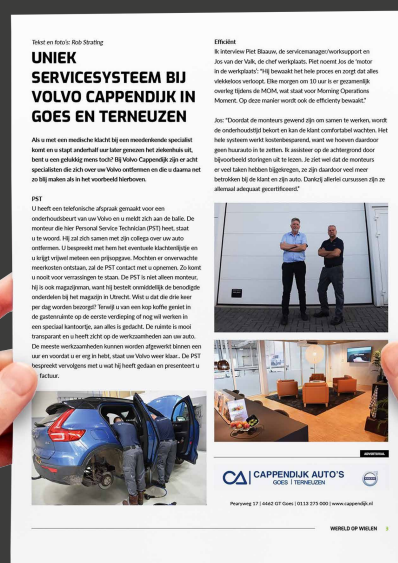 Tekst en foto's: Rob Strating
UNIEK
SERVICESYSTEEM BIJ
VOLVO CAPPENDIJK IN
GOES EN TERNEUZEN
Als u met een medische klacht bij een meedenkende specialist
komt en u stapt anderhalf uur later genezen het ziekenhuis uit,
bent u een gelukkig mens toch? Bij Volvo Cappendijk zijn er acht
specialisten die zich over uw Volvo ontfermen en die u daarna net
zo blij maken als in het voorbeeld hierboven.
PST
U heeft een telefonische afspraak gemaakt voor een
onderhoudsbeurt van uw Volvo en u meldt zich aan de balie. De
monteur die hier Personal Service Technician (PST) heet, staat
u te woord. Hij zal zich samen met zijn collega over uw auto
ontfermen. U bespreekt met hem het eventuele klachtenlijstje en
u krijgt vrijwel meteen een prijsopgave. Mochten er onverwachte
meerkosten ontstaan, zal de PST contact met u opnemen. Zo komt
u nooit voor verrassingen te staan. De PST is niet alleen monteur,
hij is ook magazijnman, want hij bestelt onmiddellijk de benodigde
onderdelen bij het magazijn in Utrecht. Wist u dat die drie keer
per dag worden bezorgd? Terwijl u van een kop koffie geniet in
de gastenruimte op de eerste verdieping of nog wil werken in
een speciaal kantoortje, aan alles is gedacht. De ruimte is mooi
transparant en u heeft zicht op de werkzaamheden aan uw auto.
De meeste werkzaamheden kunnen worden afgewerkt binnen een
uur en voordat u er erg in hebt, staat uw Volvo weer klaar.. De PST
bespreekt vervolgens met u wat hij heeft gedaan en presenteert u
factuur.
Efficiënt
Ik interview Piet Blaauw, de servicemanager/worksupport en
Jos van der Valk, de chef werkplaats. Piet noemt Jos de 'motor
in de werkplaats': "Hij bewaakt het hele proces en zorgt dat alles
vlekkeloos verloopt. Elke morgen om 10 uur is er gezamenlijk
overleg tijdens de MOM, wat staat voor Morning Operations
Moment. Op deze manier wordt ook de efficienty bewaakt."
Jos: "Doordat de monteurs gewend zijn om samen te werken, wordt
de onderhoudstijd bekort en kan de klant comfortabel wachten. Het
hele systeem werkt kostenbesparend, want we hoeven daardoor
geen huurauto in te zetten. Ik assisteer op de achtergrond door
bijvoorbeeld storingen uit te lezen. Je ziet wel dat de monteurs
er veel taken hebben bijgekregen, ze zijn daardoor veel meer
betrokken bij de klant en zijn auto. Dankzij allerlei cursussen zijn ze
allemaal adequaat gecertificeerd."
ADVERTORIAL
CA | CAPPENDIJK AUTO'S
GOES | TERNEUZEN
VOLVO
Pearyweg 17 | 4462 GT Goes | 0113 273 000 | www.cappendijk.nl
WERELD OP WIELEN 3